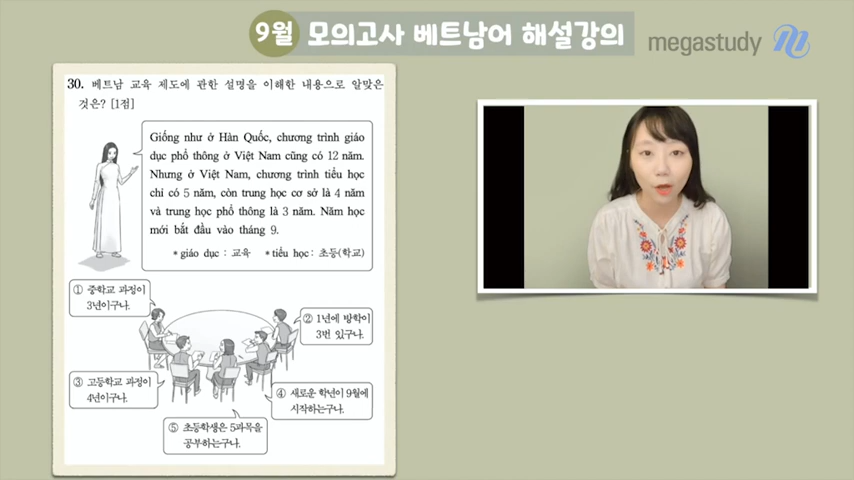 9월 모의고사 베트남어 해설강의
megastudy
30. 베트남 교육 제도에 관한 설명을 이해한 내용으로 알맞은
것은? [1점]
Giống như ở Hàn Quốc, chương trình giáo
dục phổ thông ở Việt Nam cũng có 12 năm.
Nhưng ở Việt Nam, chương trình tiểu học
chỉ có 5 năm, còn trung học cơ sở là 4 năm
và trung học phổ thông là 3 năm. Năm học
mới bắt đầu vào tháng 9.
* giáo dục : 교육 * tiểu học : 초등(학교)
① 중학교 과정이
3년이구나.
② 1년에 방학이
3번 있구나.
③ 고등학교 과정이
4년이구나.
④ 새로운 학년이 9월에
시작하는구나.
⑤ 초등학생은 5과목을
공부하는구나.